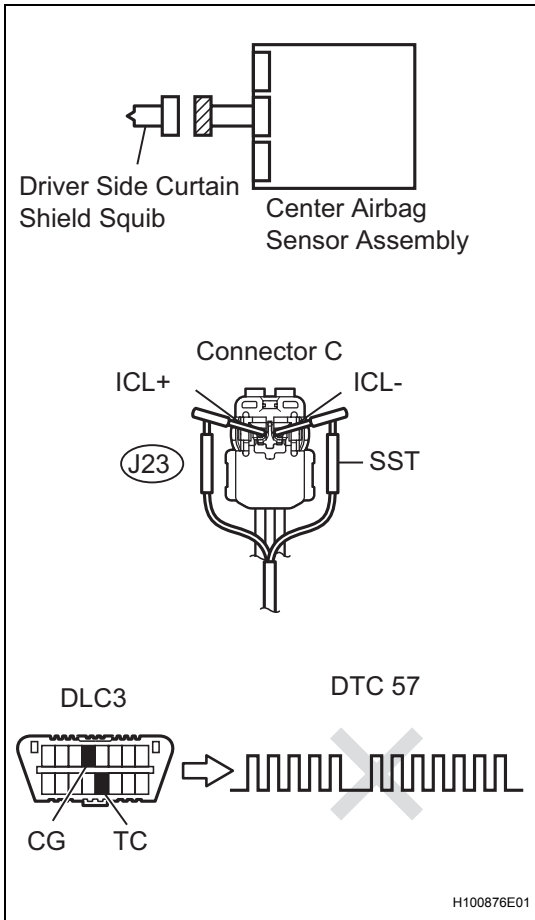 Driver Side Curtain
Shield Squib
Center Airbag
Sensor Assembly
Connector C
ICL+
ICL-
J23
SST
DLC3
DTC 57
CG
TC
H100876E01